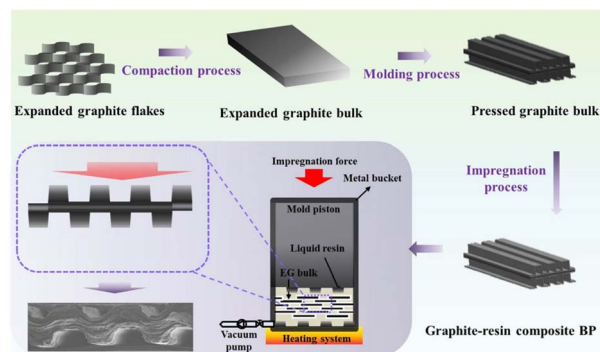 Compaction process
Molding process
Expanded graphite flakes
Expanded graphite bulk
Pressed graphite bulk
Impregnation
process
Impregnation force
Metal bucket
Mold piston
Liquid resin
EG bulk
Vacuum
pump
Heating system
Graphite-resin composite BP